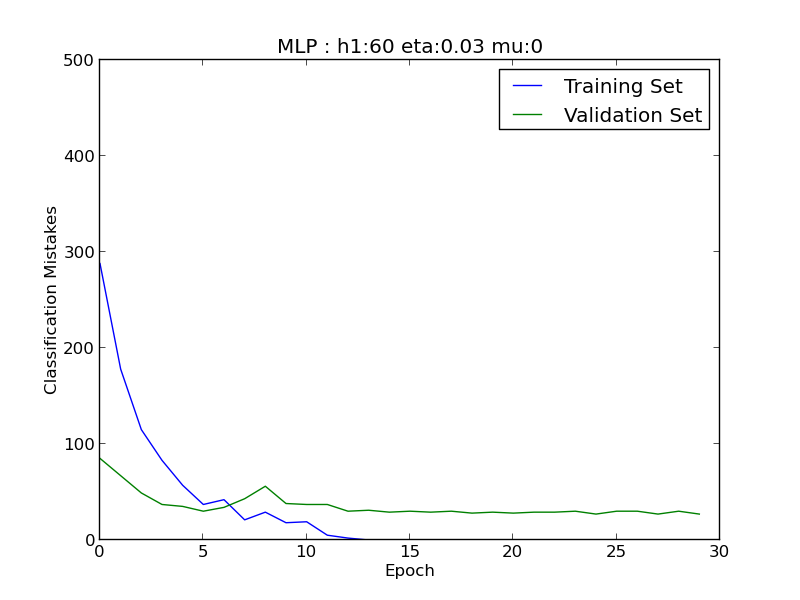 MLP : h1:60 eta:0.03 mu:0
500
400
300
200
100
0
Classification Mistakes
Training Set
Validation Set
0 5 10 15 20 25 30
Epoch